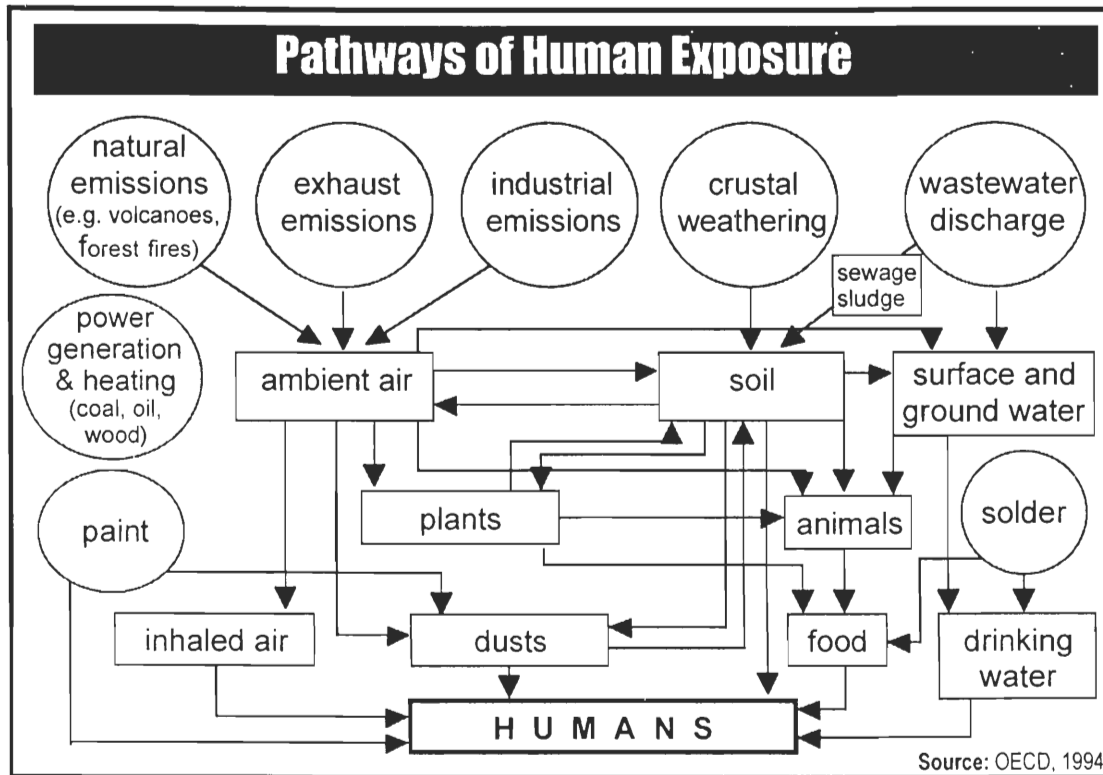 Pathways of Human Exposure
natural
emissions
(e.g. volcanoes,
forest fires)
exhaust
emissions
industrial
emissions
crustal
weathering
wastewater
discharge
sewage
sludge
power
generation
& heating
(coal, oil,
wood)
ambient air
soil
surface and
ground water
paint
plants
animals
solder
inhaled air
dusts
food
drinking
water
HUMANS
Source: OECD, 1994